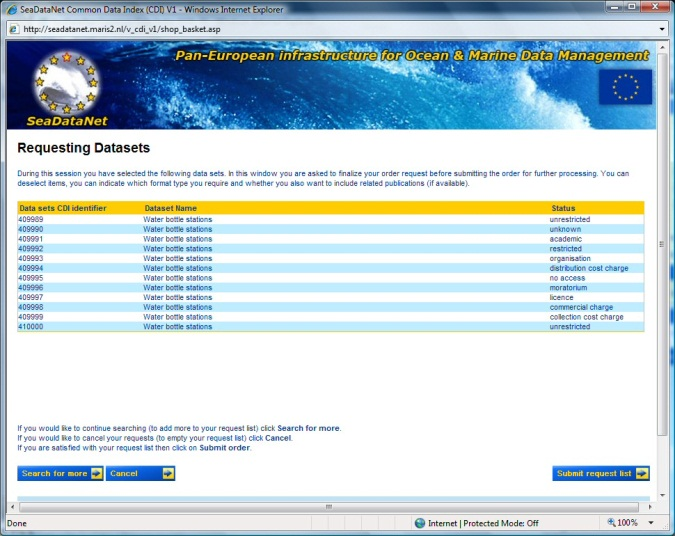 SeaDataNet Common Data Index (CDI) V1 - Windows Internet Explorer
http://seadatanet.maris2.nl/v_cdi_v1/shop_basket.asp
Pan-European infrastructure for Ocean & Marine Data Management
SeaDataNet
Requesting Datasets
During this session you have selected the following data sets. In this window you are asked to finalize your order request before submitting the order for further processing. You can
deselect items, you can indicate which format type you require and whether you also want to include related publications (if available).
Data sets CDI identifier Dataset Name Status
409989 Water bottle stations unrestricted
409990 Water bottle stations unknown
409991 Water bottle stations academic
409992 Water bottle stations restricted
409993 Water bottle stations organisation
409994 Water bottle stations distribution cost charge
409995 Water bottle stations no access
409996 Water bottle stations moratorium
409997 Water bottle stations licence
409998 Water bottle stations commercial charge
409999 Water bottle stations collection cost charge
410000 Water bottle stations unrestricted
If you would like to continue searching (to add more to your request list) click Search for more.
If you would like to cancel your requests (to empty your request list) click Cancel.
If you are satisfied with your request list then click on Submit order.
Search for more Cancel Submit request list
Done Internet | Protected Mode: Off 100%